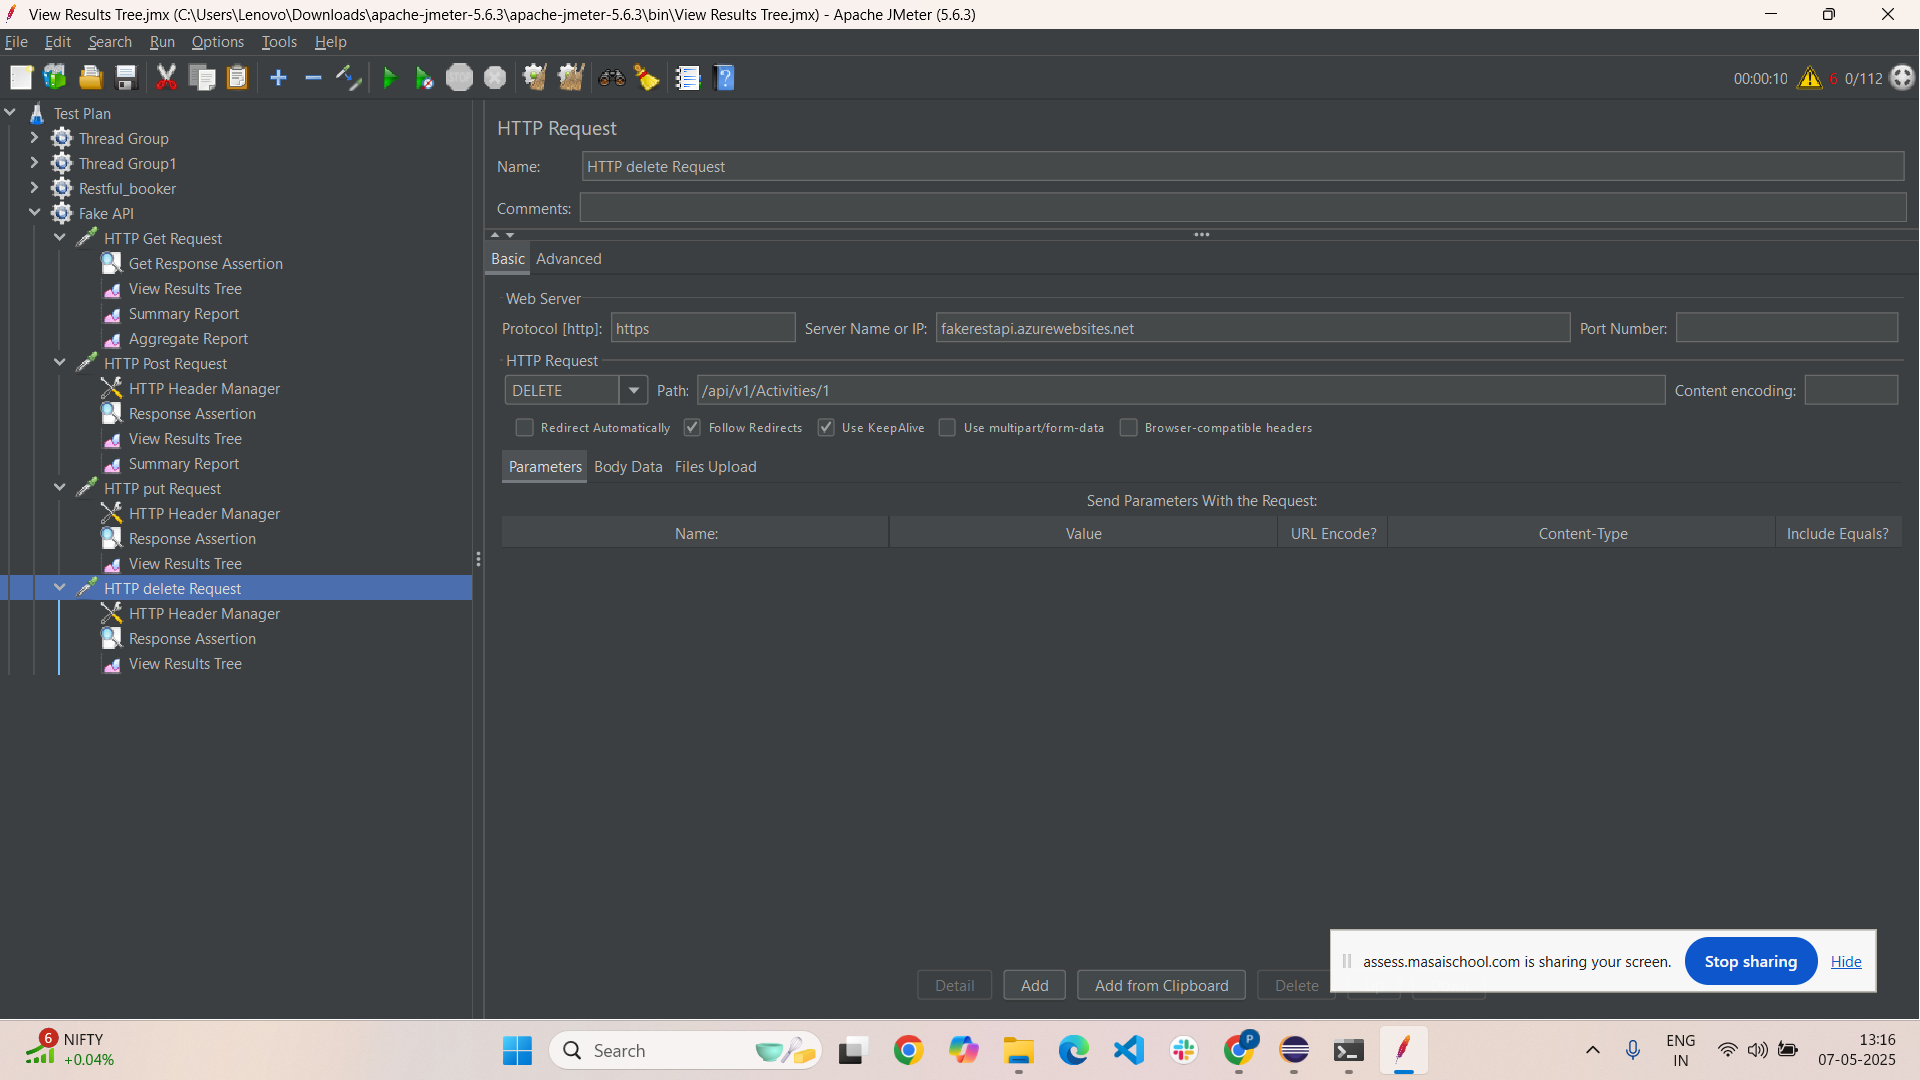 View Results Tree.jmx (C:\Users\Lenovo\Downloads\apache-jmeter-5.6.3\apache-jmeter-5.6.3\bin\View Results Tree.jmx) - Apache JMeter (5.6.3)
File Edit Search Run Options Tools Help
STOP
00:00:10 6 0/112
Test Plan
Thread Group
Thread Group1
Restful_booker
Fake API
HTTP Get Request
Get Response Assertion
View Results Tree
Summary Report
Aggregate Report
HTTP Post Request
HTTP Header Manager
Response Assertion
View Results Tree
Summary Report
HTTP put Request
HTTP Header Manager
Response Assertion
View Results Tree
HTTP delete Request
HTTP Header Manager
Response Assertion
View Results Tree
HTTP Request
Name: HTTP delete Request
Comments:
Basic Advanced
Web Server
Protocol [http]: https Server Name or IP: fakerestapi.azurewebsites.net Port Number:
HTTP Request
DELETE Path: /api/v1/Activities/1 Content encoding:
Redirect Automatically Follow Redirects Use KeepAlive Use multipart/form-data Browser-compatible headers
Parameters Body Data Files Upload
Send Parameters With the Request:
Name: Value URL Encode? Content-Type Include Equals?
Detail Add Add from Clipboard Delete
assess.masaischool.com is sharing your screen. Stop sharing Hide
6 NIFTY
+0.04%
Search
P
ENG
IN
13:16
07-05-2025